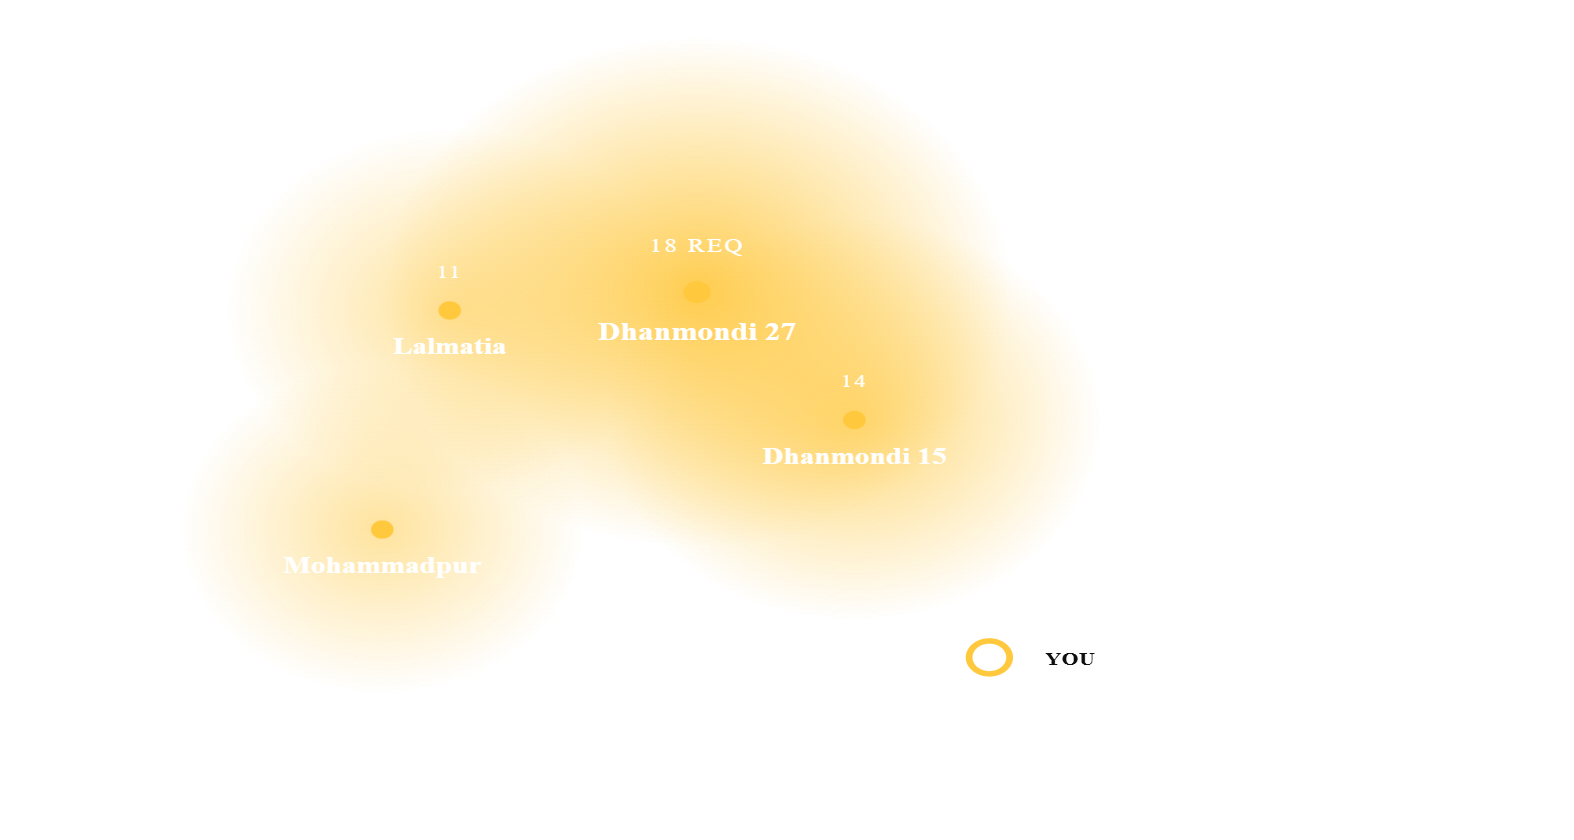 18 REQ
Dhanmondi 27
11
Lalmatia
14
Dhanmondi 15
Mohammadpur
YOU